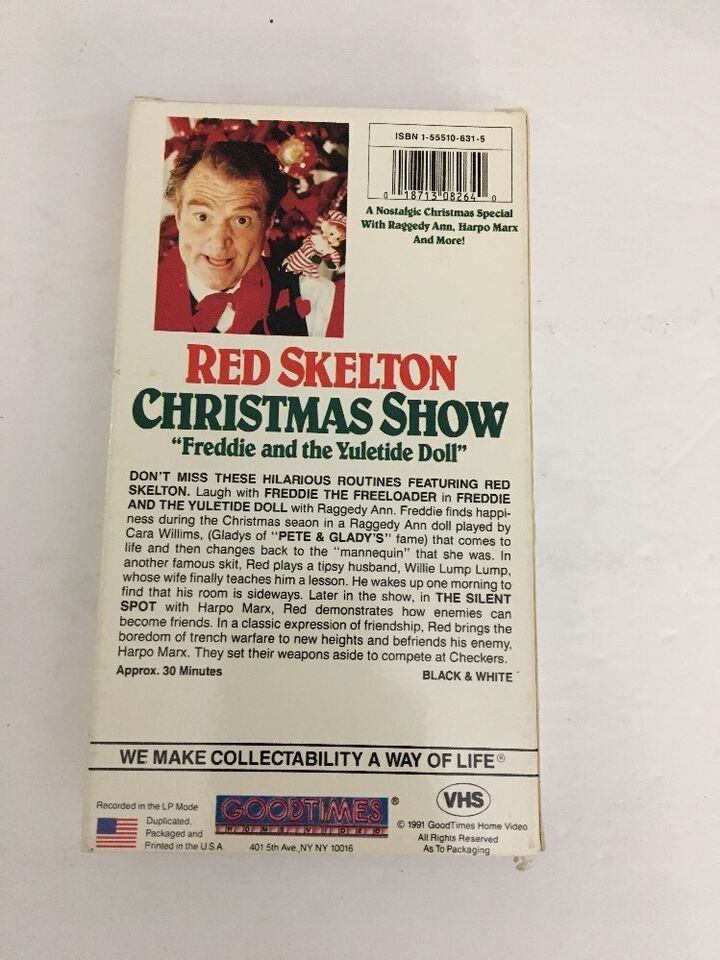 ISBN 1-55510-631-5
0 18713 08264 0
A Nostalgic Christmas Special
With Raggedy Ann, Harpo Marx
And More!
RED SKELTON
CHRISTMAS SHOW
“Freddie and the Yuletide Doll”
DON'T MISS THESE HILARIOUS ROUTINES FEATURING RED
SKELTON. Laugh with FREDDIE THE FREELOADER in FREDDIE
AND THE YULETIDE DOLL with Raggedy Ann. Freddie finds happi-
ness during the Christmas seaon in a Raggedy Ann doll played by
Cara Willims, (Gladys of "PETE & GLADY'S" fame) that comes to
life and then changes back to the "mannequin" that she was. In
another famous skit, Red plays a tipsy husband, Willie Lump Lump,
whose wife finally teaches him a lesson. He wakes up one morning to
find that his room is sideways. Later in the show, in THE SILENT
SPOT with Harpo Marx, Red demonstrates how enemies can
become friends. In a classic expression of friendship, Red brings the
boredom of trench warfare to new heights and befriends his enemy,
Harpo Marx. They set their weapons aside to compete at Checkers.
Approx. 30 Minutes
BLACK & WHITE
WE MAKE COLLECTABILITY A WAY OF LIFE®
Recorded in the LP Mode
Duplicated,
Packaged and
Printed in the U.S.A.
GOODTIMES®
HOME VIDEO
401 5th Ave, NY NY 10016
VHS
© 1991 GoodTimes Home Video
All Rights Reserved
As To Packaging